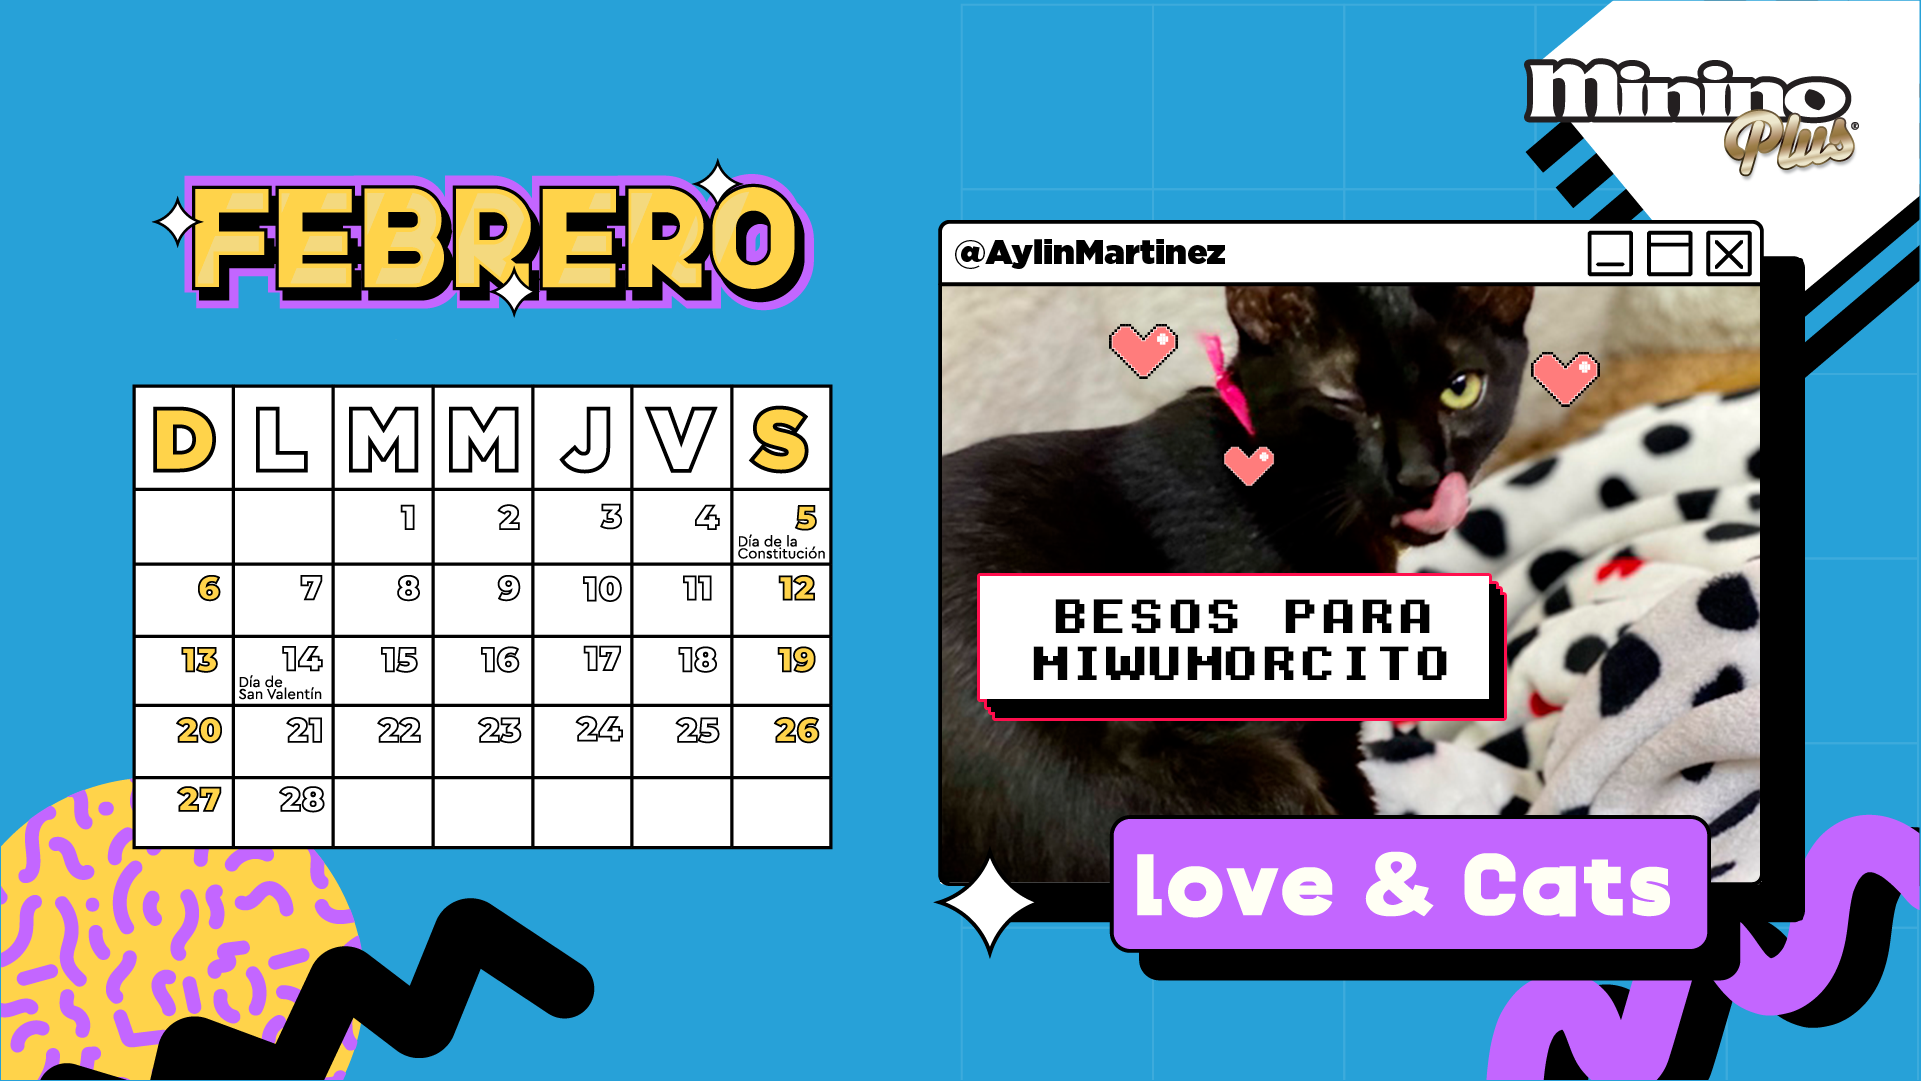 minino
Plus®
FEBRERO
@AylinMartinez
D L M M J V S
1 2 3 4 5
Día de la
Constitución
6 7 8 9 10 11 12
13 14 15 16 17 18 19
Día de
San Valentín
20 21 22 23 24 25 26
27 28
BESOS PARA
MIWUMORCITO
Love & Cats